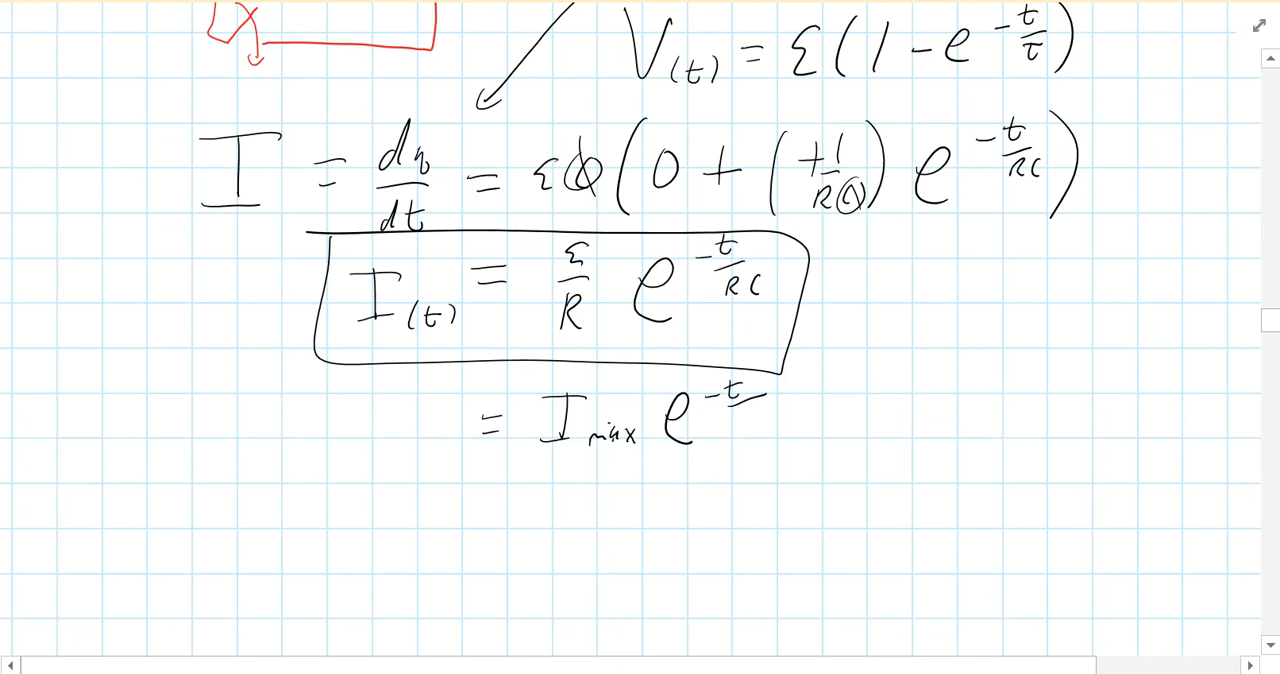 V(t) = ε(1 - e^{-t/τ})
I = dq/dt = εC(0 + (+1/RC) e^{-t/RC})
I(t) = ε/R e^{-t/RC}
= I_max e^{-t/}